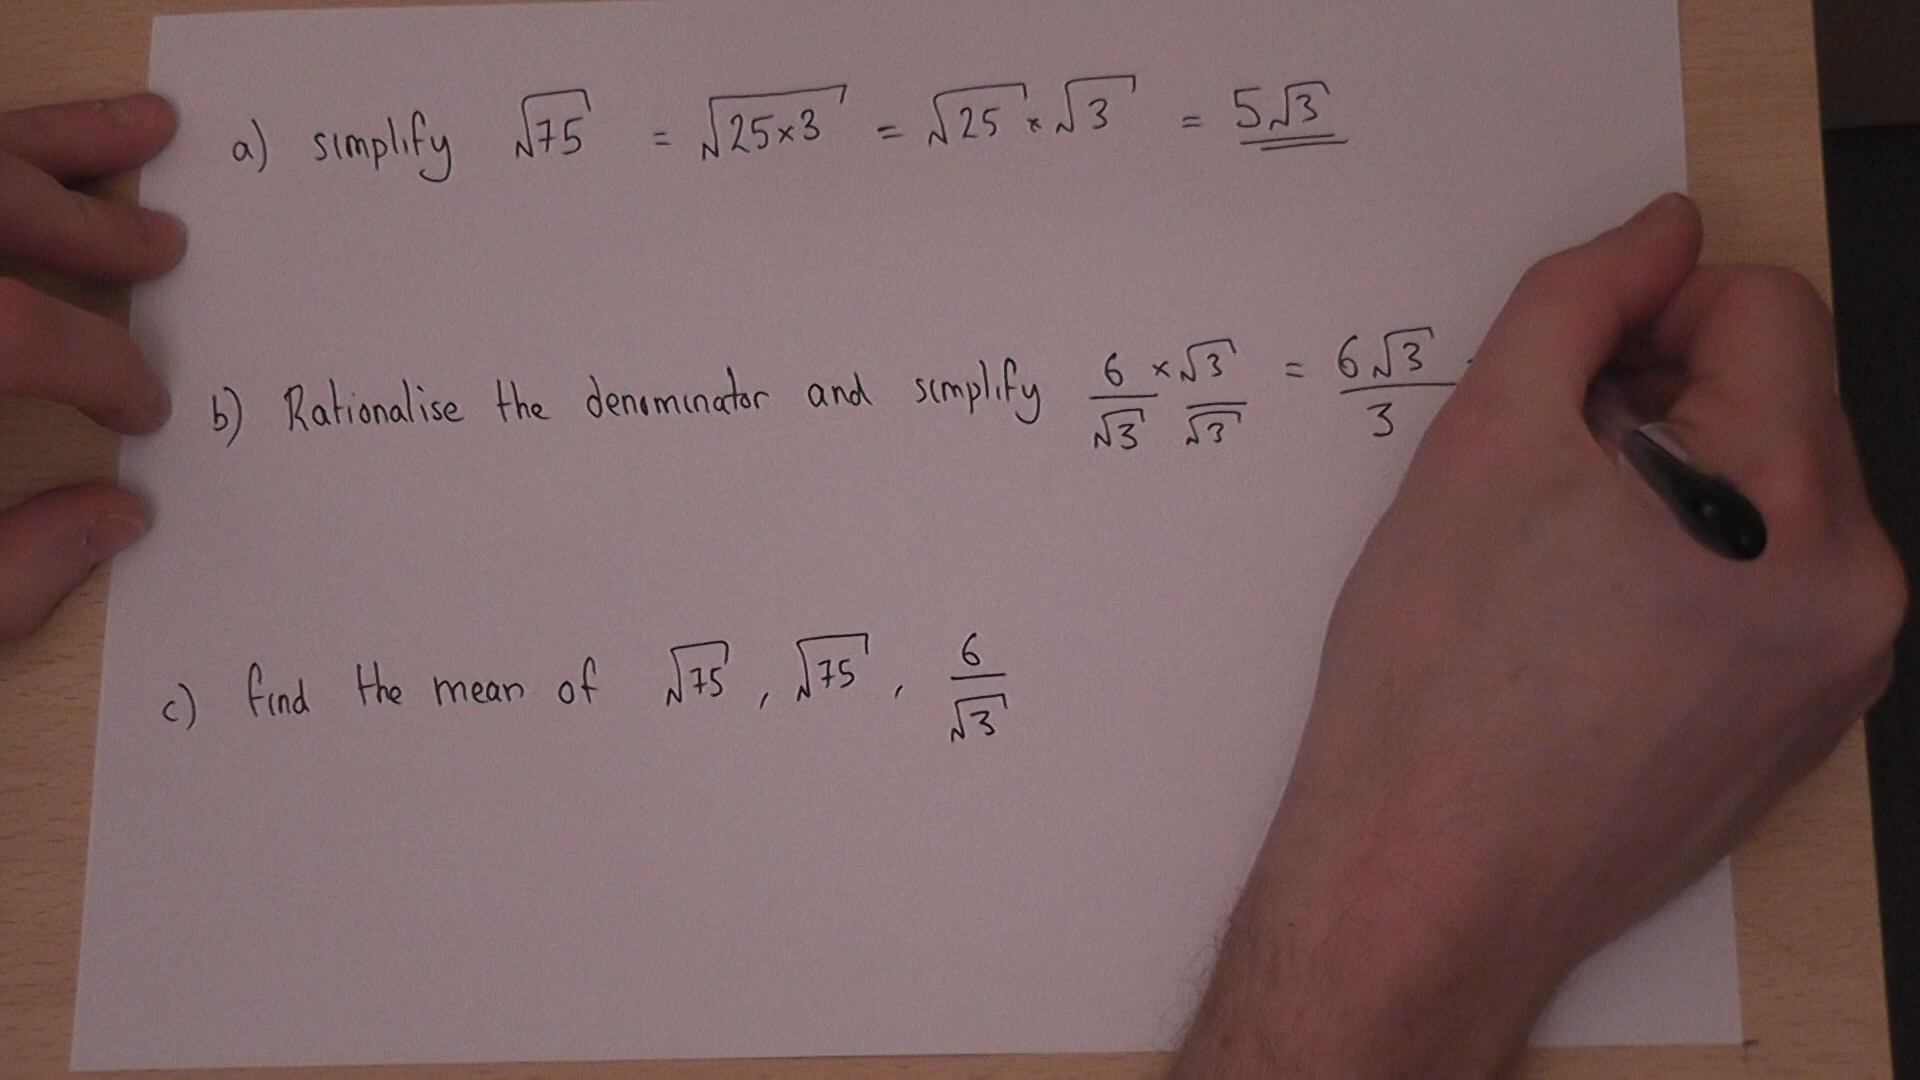 a) simplify √75 = √25×3 = √25 × √3 = 5√3
b) Rationalise the denominator and simplify 6/√3 × √3/√3 = 6√3/3
c) find the mean of √75, √75, 6/√3